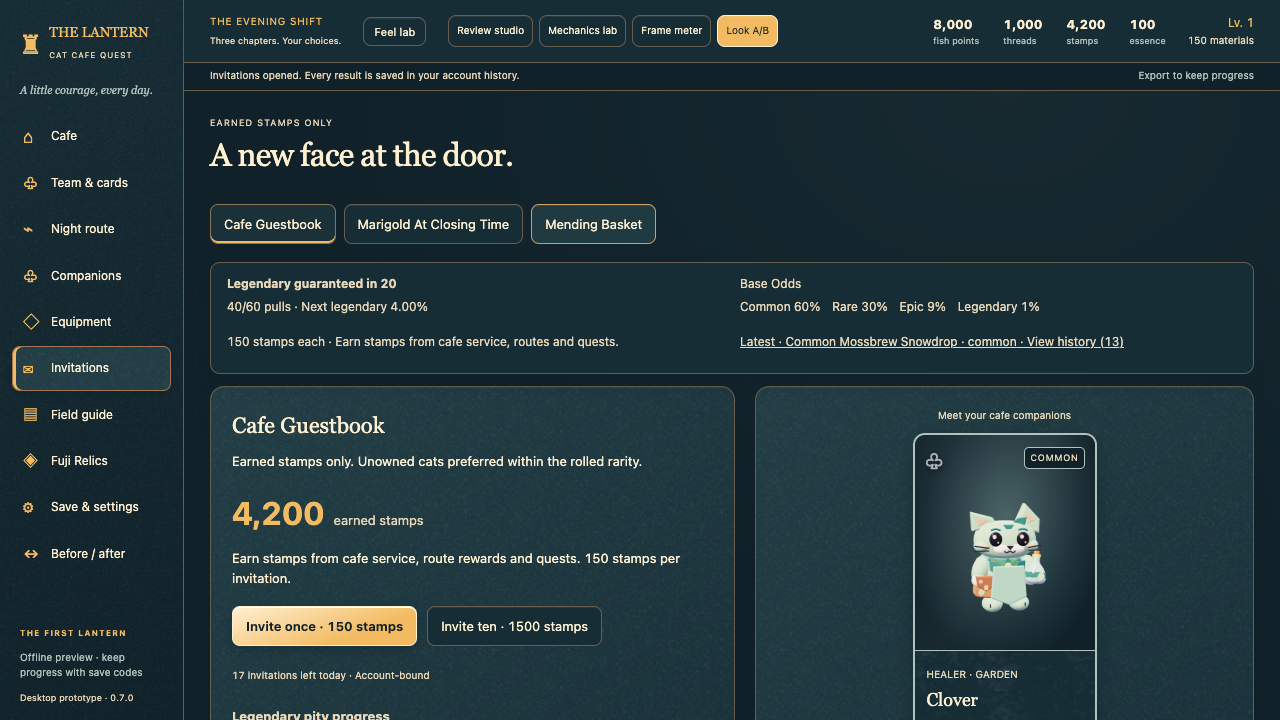 THE LANTERN
CAT CAFE QUEST
A little courage, every day.
Cafe
Team & cards
Night route
Companions
Equipment
Invitations
Field guide
Fuji Relics
Save & settings
Before / after
THE FIRST LANTERN
Offline preview · keep
progress with save codes
Desktop prototype · 0.7.0
THE EVENING SHIFT
Three chapters. Your choices.
Feel lab
Review studio
Mechanics lab
Frame meter
Look A/B
8,000
fish points
1,000
threads
4,200
stamps
100
essence
Lv. 1
150 materials
Invitations opened. Every result is saved in your account history.
Export to keep progress
EARNED STAMPS ONLY
A new face at the door.
Cafe Guestbook
Marigold At Closing Time
Mending Basket
Legendary guaranteed in 20
40/60 pulls · Next legendary 4.00%
150 stamps each · Earn stamps from cafe service, routes and quests.
Base Odds
Common 60% Rare 30% Epic 9% Legendary 1%
Latest · Common Mossbrew Snowdrop · common · View history (13)
Cafe Guestbook
Earned stamps only. Unowned cats preferred within the rolled rarity.
4,200 earned stamps
Earn stamps from cafe service, route rewards and quests. 150 stamps per
invitation.
Invite once · 150 stamps
Invite ten · 1500 stamps
17 invitations left today · Account-bound
Legendary pity progress
Meet your cafe companions
COMMON
HEALER · GARDEN
Clover